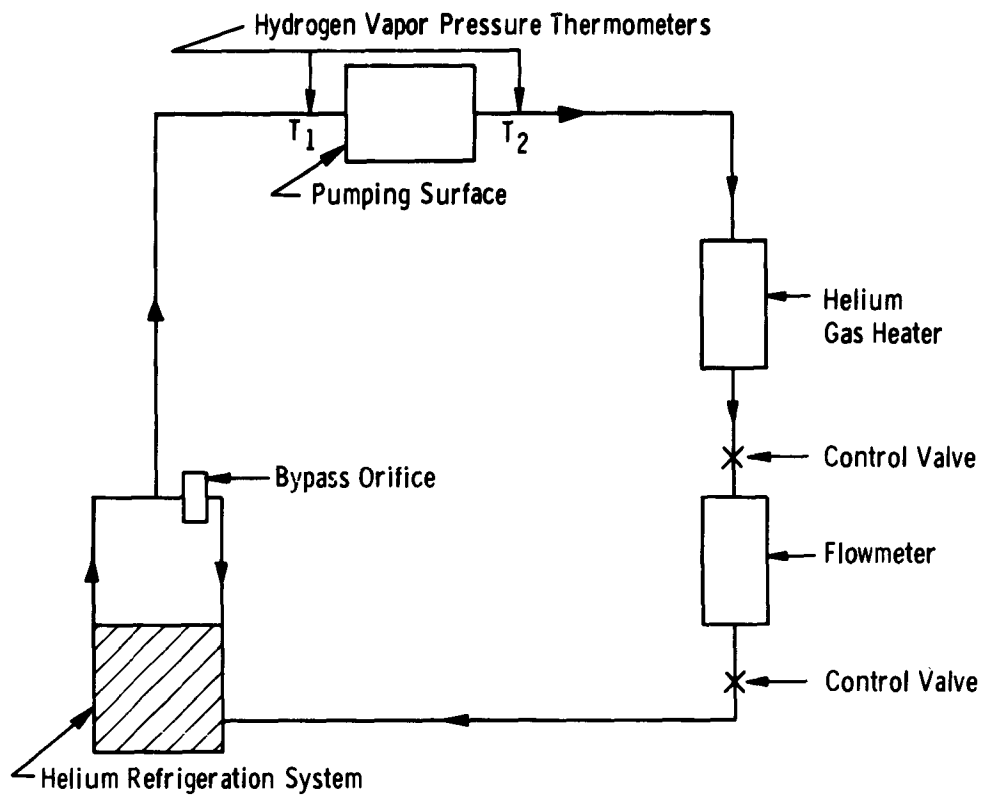 Hydrogen Vapor Pressure Thermometers
T1
T2
Pumping Surface
Helium
Gas Heater
Control Valve
Bypass Orifice
Flowmeter
Control Valve
Helium Refrigeration System